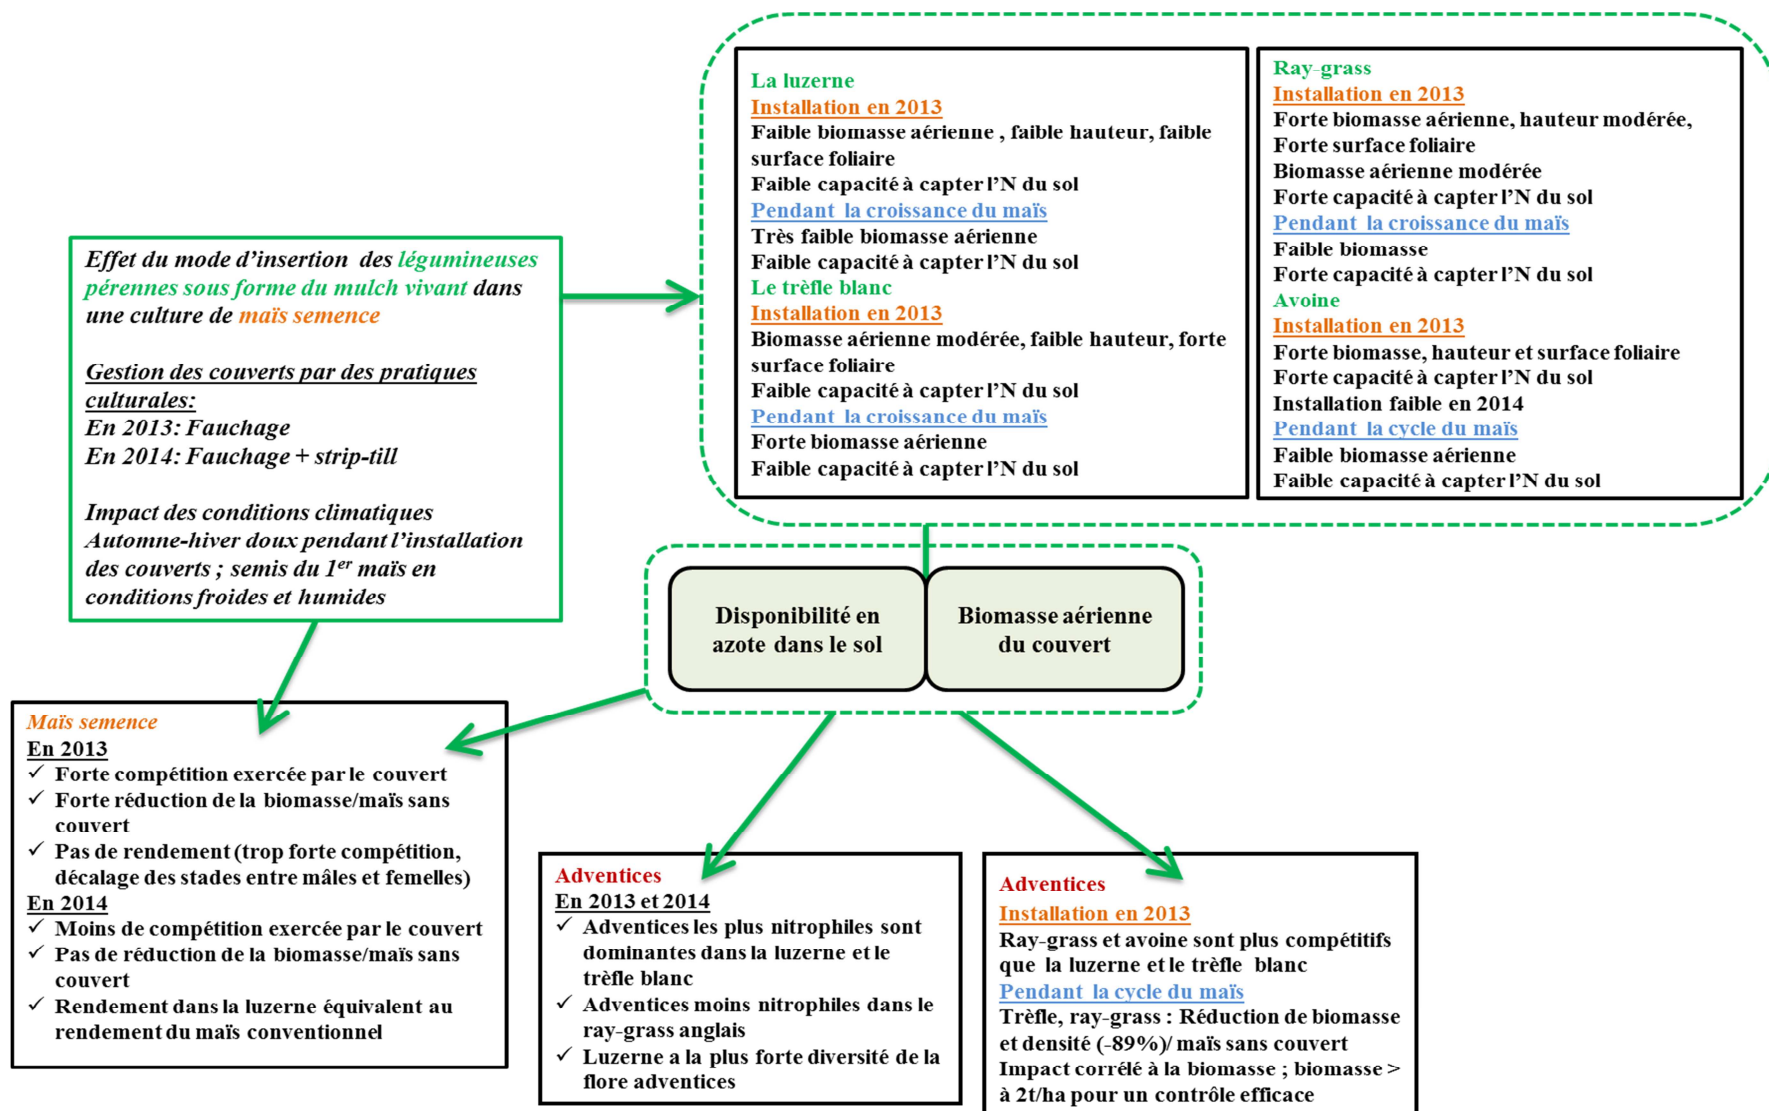 La luzerne
Installation en 2013
Faible biomasse aérienne , faible hauteur, faible
surface foliaire
Faible capacité à capter l’N du sol
Pendant la croissance du maïs
Très faible biomasse aérienne
Faible capacité à capter l’N du sol
Le trèfle blanc
Installation en 2013
Biomasse aérienne modérée, faible hauteur, forte
surface foliaire
Faible capacité à capter l’N du sol
Pendant la croissance du maïs
Forte biomasse aérienne
Faible capacité à capter l’N du sol
Ray-grass
Installation en 2013
Forte biomasse aérienne, hauteur modérée,
Forte surface foliaire
Biomasse aérienne modérée
Forte capacité à capter l’N du sol
Pendant la croissance du maïs
Faible biomasse
Forte capacité à capter l’N du sol
Avoine
Installation en 2013
Forte biomasse, hauteur et surface foliaire
Forte capacité à capter l’N du sol
Installation faible en 2014
Pendant la cycle du maïs
Faible biomasse aérienne
Faible capacité à capter l’N du sol
Effet du mode d’insertion des légumineuses
pérennes sous forme du mulch vivant dans
une culture de maïs semence
Gestion des couverts par des pratiques
culturales:
En 2013: Fauchage
En 2014: Fauchage + strip-till
Impact des conditions climatiques
Automne-hiver doux pendant l’installation
des couverts ; semis du 1er maïs en
conditions froides et humides
Disponibilité en
azote dans le sol
Biomasse aérienne
du couvert
Maïs semence
En 2013
✓ Forte compétition exercée par le couvert
✓ Forte réduction de la biomasse/maïs sans
couvert
✓ Pas de rendement (trop forte compétition,
décalage des stades entre mâles et femelles)
En 2014
✓ Moins de compétition exercée par le couvert
✓ Pas de réduction de la biomasse/maïs sans
couvert
✓ Rendement dans la luzerne équivalent au
rendement du maïs conventionnel
Adventices
En 2013 et 2014
✓ Adventices les plus nitrophiles sont
dominantes dans la luzerne et le
trèfle blanc
✓ Adventices moins nitrophiles dans le
ray-grass anglais
✓ Luzerne a la plus forte diversité de la
flore adventices
Adventices
Installation en 2013
Ray-grass et avoine sont plus compétitifs
que la luzerne et le trèfle blanc
Pendant la cycle du maïs
Trèfle, ray-grass : Réduction de biomasse
et densité (-89%)/ maïs sans couvert
Impact corrélé à la biomasse ; biomasse >
à 2t/ha pour un contrôle efficace